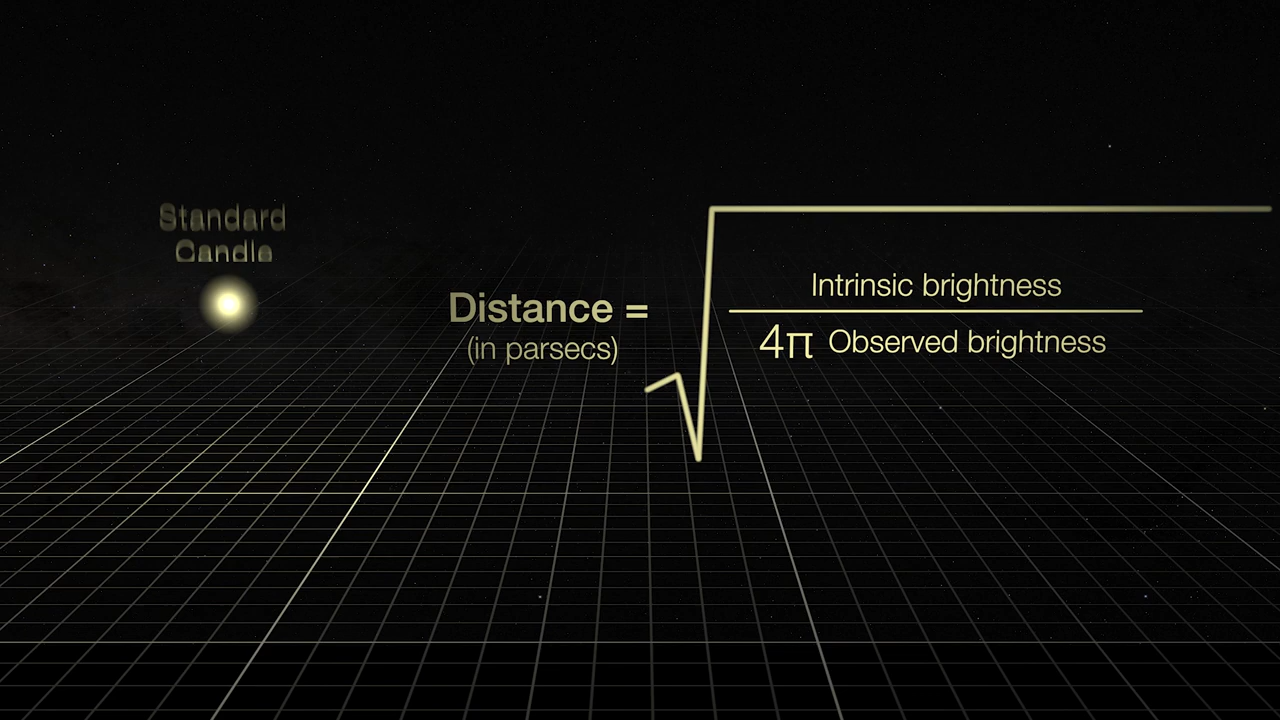 Standard
Candle
Distance =
(in parsecs)
√
Intrinsic brightness
4π Observed brightness